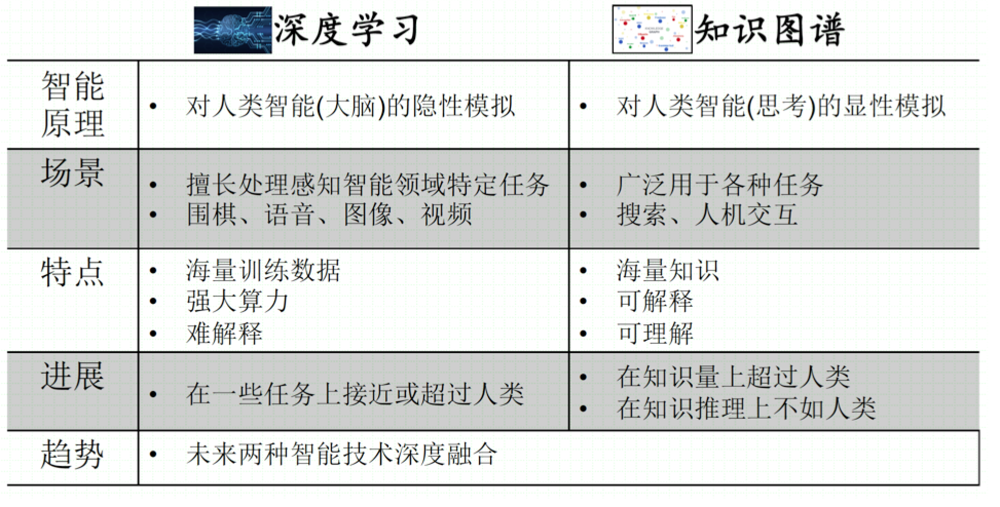 深度学习
知识图谱
智能
原理
• 对人类智能(大脑)的隐性模拟
• 对人类智能(思考)的显性模拟
场景
• 擅长处理感知智能领域特定任务
• 围棋、语音、图像、视频
• 广泛用于各种任务
• 搜索、人机交互
特点
• 海量训练数据
• 强大算力
• 难解释
• 海量知识
• 可解释
• 可理解
进展
• 在一些任务上接近或超过人类
• 在知识量上超过人类
• 在知识推理上不如人类
趋势
• 未来两种智能技术深度融合